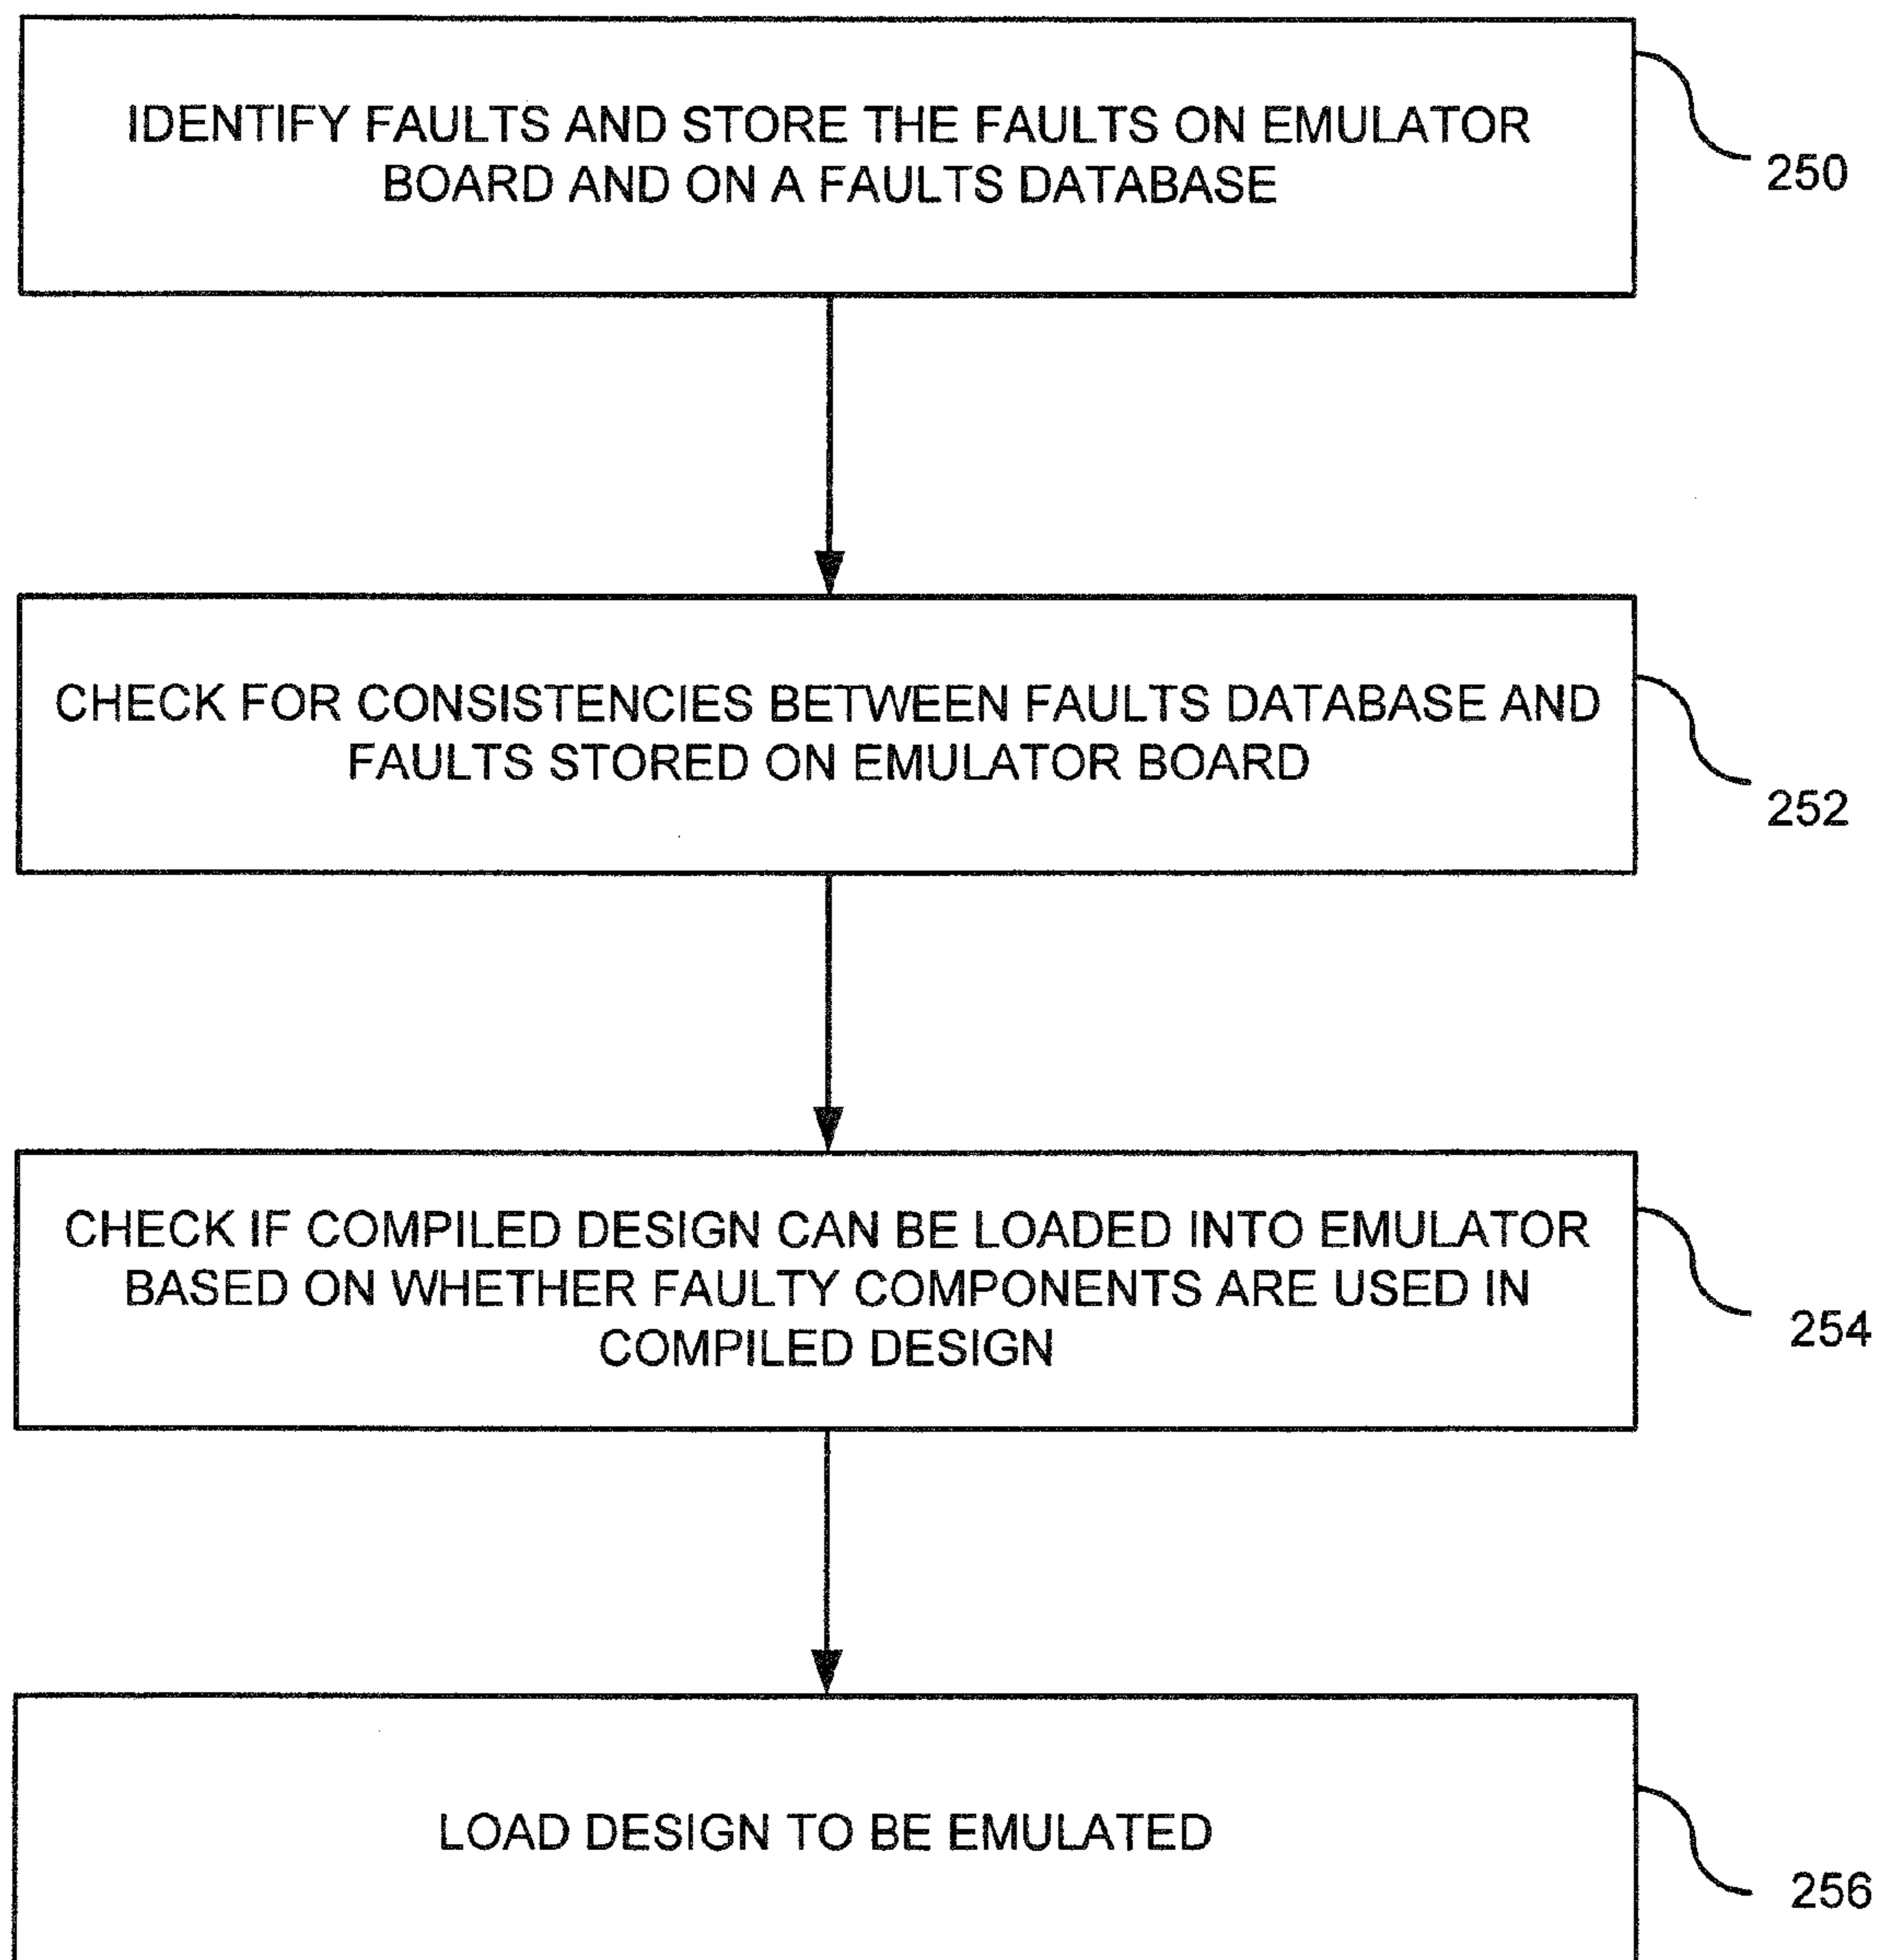 IDENTIFY FAULTS AND STORE THE FAULTS ON EMULATOR
BOARD AND ON A FAULTS DATABASE
250
CHECK FOR CONSISTENCIES BETWEEN FAULTS DATABASE AND
FAULTS STORED ON EMULATOR BOARD
252
CHECK IF COMPILED DESIGN CAN BE LOADED INTO EMULATOR
BASED ON WHETHER FAULTY COMPONENTS ARE USED IN
COMPILED DESIGN
254
LOAD DESIGN TO BE EMULATED
256